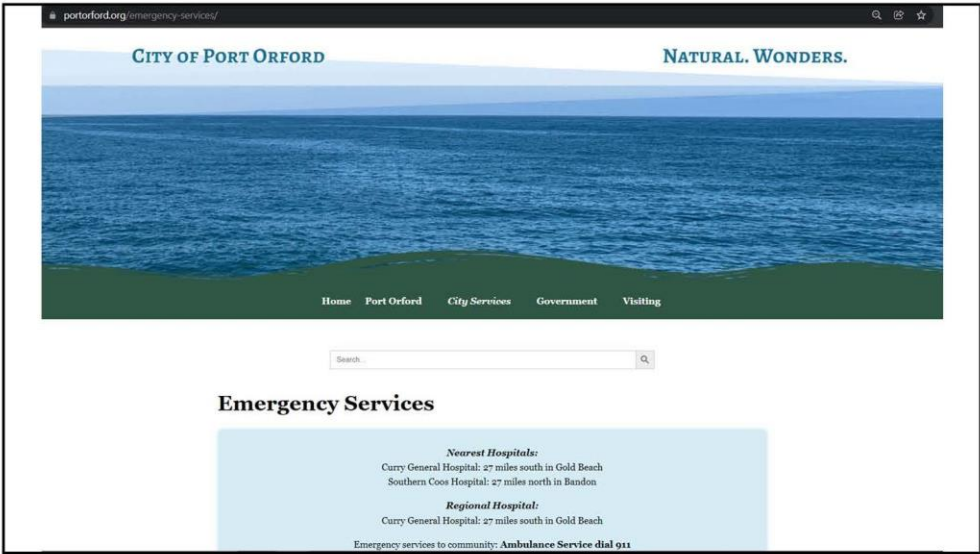 portorford.org/emergency-services/
CITY OF PORT ORFORD
NATURAL. WONDERS.
Home Port Orford City Services Government Visiting
Search...
Emergency Services
Nearest Hospitals:
Curry General Hospital: 27 miles south in Gold Beach
Southern Coos Hospital: 27 miles north in Bandon
Regional Hospital:
Curry General Hospital: 27 miles south in Gold Beach
Emergency services to community: Ambulance Service dial 911